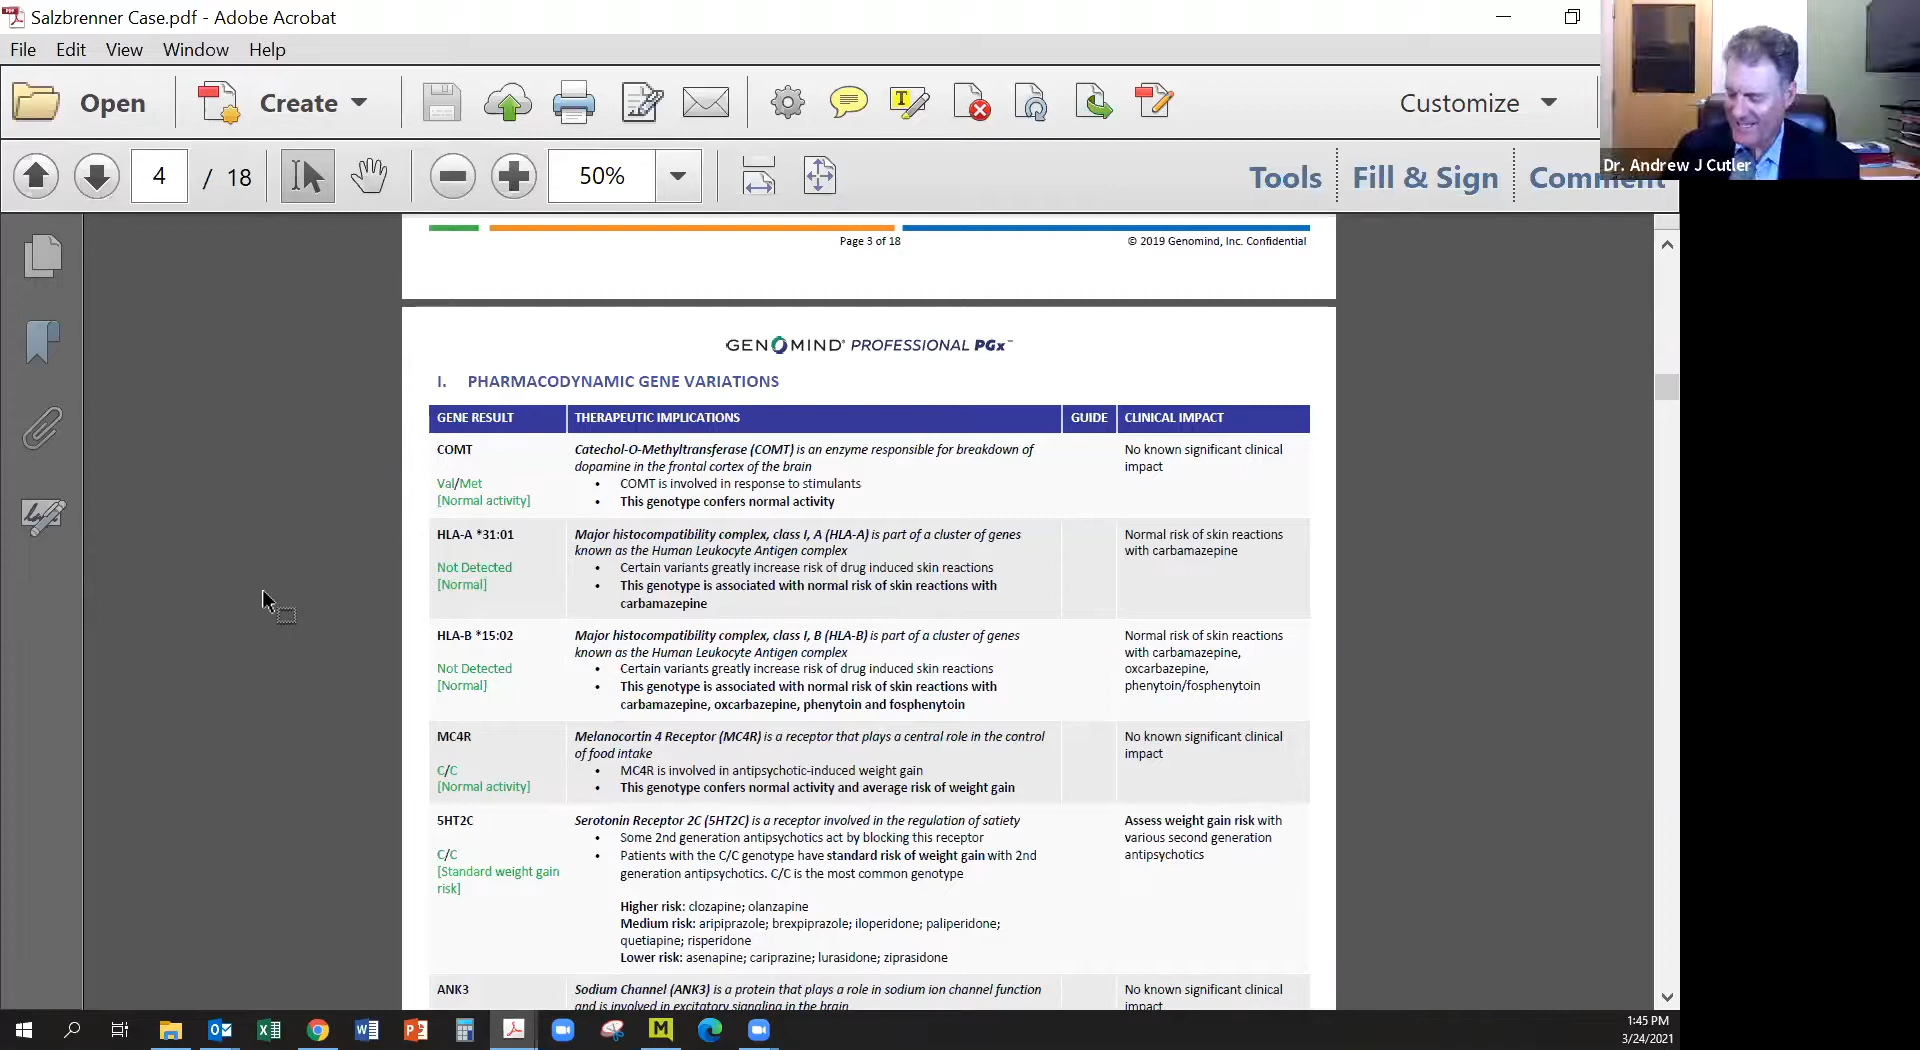 Salzbrenner Case.pdf - Adobe Acrobat
File Edit View Window Help
Open Create Customize
4 / 18 50% Tools Fill & Sign Comment
Dr. Andrew J Cutler
Page 3 of 18 © 2019 Genomind, Inc. Confidential
GENOMIND® PROFESSIONAL PGx™
I. PHARMACODYNAMIC GENE VARIATIONS
GENE RESULT THERAPEUTIC IMPLICATIONS GUIDE CLINICAL IMPACT
COMT
Val/Met
[Normal activity]
Catechol-O-Methyltransferase (COMT) is an enzyme responsible for breakdown of
dopamine in the frontal cortex of the brain
• COMT is involved in response to stimulants
• This genotype confers normal activity
No known significant clinical
impact
HLA-A *31:01
Not Detected
[Normal]
Major histocompatibility complex, class I, A (HLA-A) is part of a cluster of genes
known as the Human Leukocyte Antigen complex
• Certain variants greatly increase risk of drug induced skin reactions
• This genotype is associated with normal risk of skin reactions with
carbamazepine
Normal risk of skin reactions
with carbamazepine
HLA-B *15:02
Not Detected
[Normal]
Major histocompatibility complex, class I, B (HLA-B) is part of a cluster of genes
known as the Human Leukocyte Antigen complex
• Certain variants greatly increase risk of drug induced skin reactions
• This genotype is associated with normal risk of skin reactions with
carbamazepine, oxcarbazepine, phenytoin and fosphenytoin
Normal risk of skin reactions
with carbamazepine,
oxcarbazepine,
phenytoin/fosphenytoin
MC4R
C/C
[Normal activity]
Melanocortin 4 Receptor (MC4R) is a receptor that plays a central role in the control
of food intake
• MC4R is involved in antipsychotic-induced weight gain
• This genotype confers normal activity and average risk of weight gain
No known significant clinical
impact
5HT2C
C/C
[Standard weight gain
risk]
Serotonin Receptor 2C (5HT2C) is a receptor involved in the regulation of satiety
• Some 2nd generation antipsychotics act by blocking this receptor
• Patients with the C/C genotype have standard risk of weight gain with 2nd
generation antipsychotics. C/C is the most common genotype
Higher risk: clozapine; olanzapine
Medium risk: aripiprazole; brexpiprazole; iloperidone; paliperidone;
quetiapine; risperidone
Lower risk: asenapine; cariprazine; lurasidone; ziprasidone
Assess weight gain risk with
various second generation
antipsychotics
ANK3
Sodium Channel (ANK3) is a protein that plays a role in sodium ion channel function
and is involved in excitatory signaling in the brain
No known significant clinical
impact
1:45 PM
3/24/2021